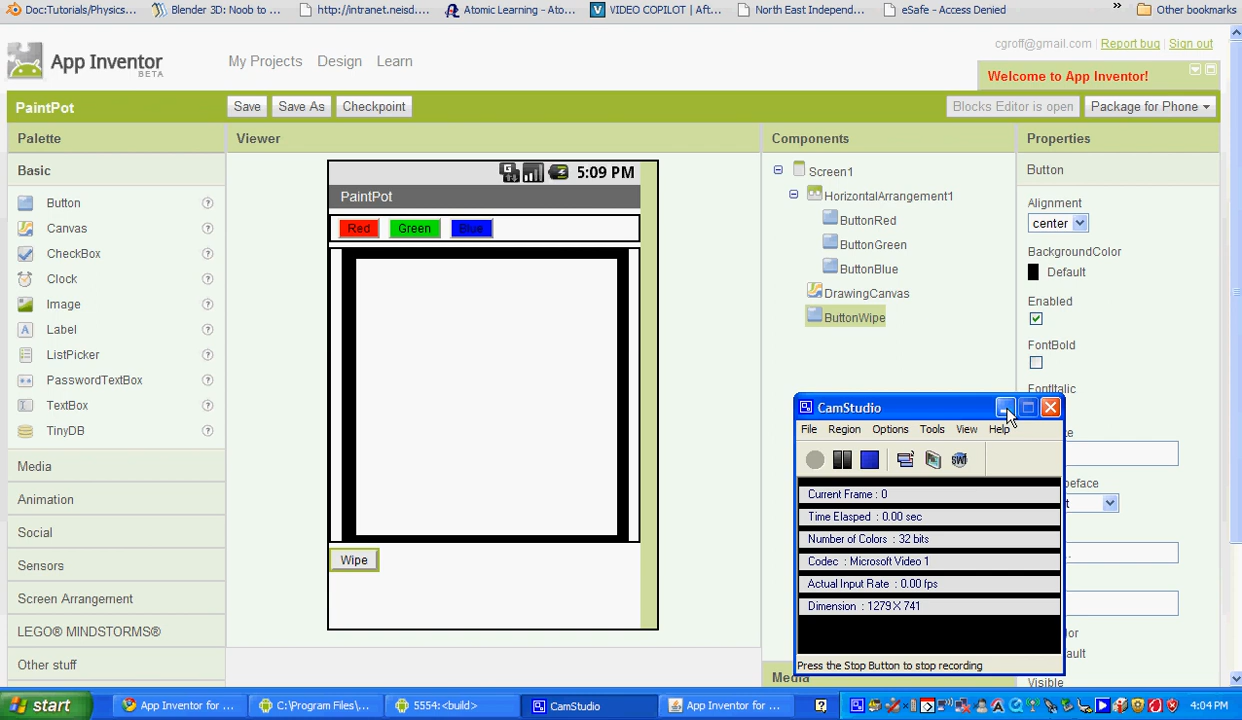 Doc:Tutorials/Physics... Blender 3D: Noob to ... http://intranet.neisd.... Atomic Learning - Ato... VIDEO COPILOT | Aft... North East Independ... eSafe - Access Denied » Other bookmarks
cgroff@gmail.com Report bug | Sign out
App Inventor
BETA
My Projects Design Learn
Welcome to App Inventor!
PaintPot Save Save As Checkpoint Blocks Editor is open Package for Phone
Palette Viewer Components Properties
Basic
Button ?
Canvas ?
CheckBox ?
Clock ?
Image ?
Label ?
ListPicker ?
PasswordTextBox ?
TextBox ?
TinyDB ?
Media
Animation
Social
Sensors
Screen Arrangement
LEGO® MINDSTORMS®
Other stuff
5:09 PM
PaintPot
Red Green Blue
Wipe
Screen1
HorizontalArrangement1
ButtonRed
ButtonGreen
ButtonBlue
DrawingCanvas
ButtonWipe
Media
Button
Alignment
center
BackgroundColor
Default
Enabled
FontBold
FontItalic
Visible
CamStudio
File Region Options Tools View Help
SWF
Current Frame : 0
Time Elasped : 0.00 sec
Number of Colors : 32 bits
Codec : Microsoft Video 1
Actual Input Rate : 0.00 fps
Dimension : 1279 X 741
Press the Stop Button to stop recording
start App Inventor for ... C:\Program Files\... 5554:<build> CamStudio App Inventor for ... 4:04 PM